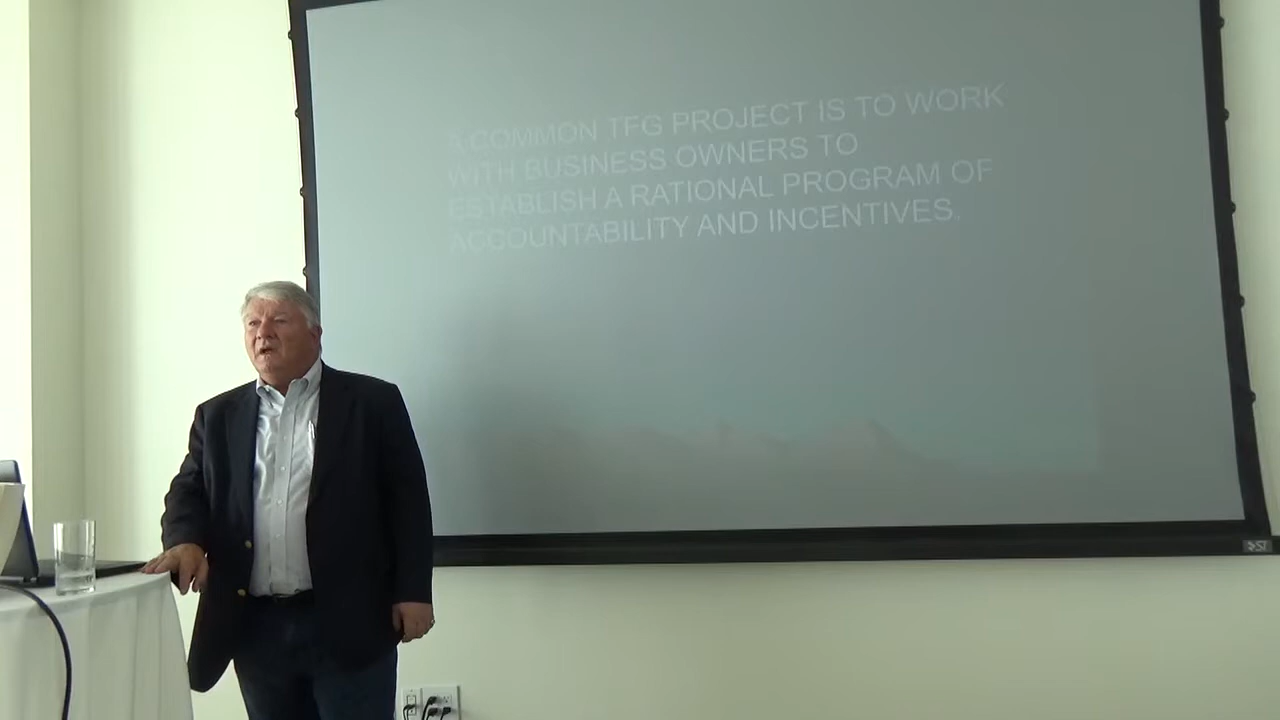 A COMMON TFG PROJECT IS TO WORK
WITH BUSINESS OWNERS TO
ESTABLISH A RATIONAL PROGRAM OF
ACCOUNTABILITY AND INCENTIVES.